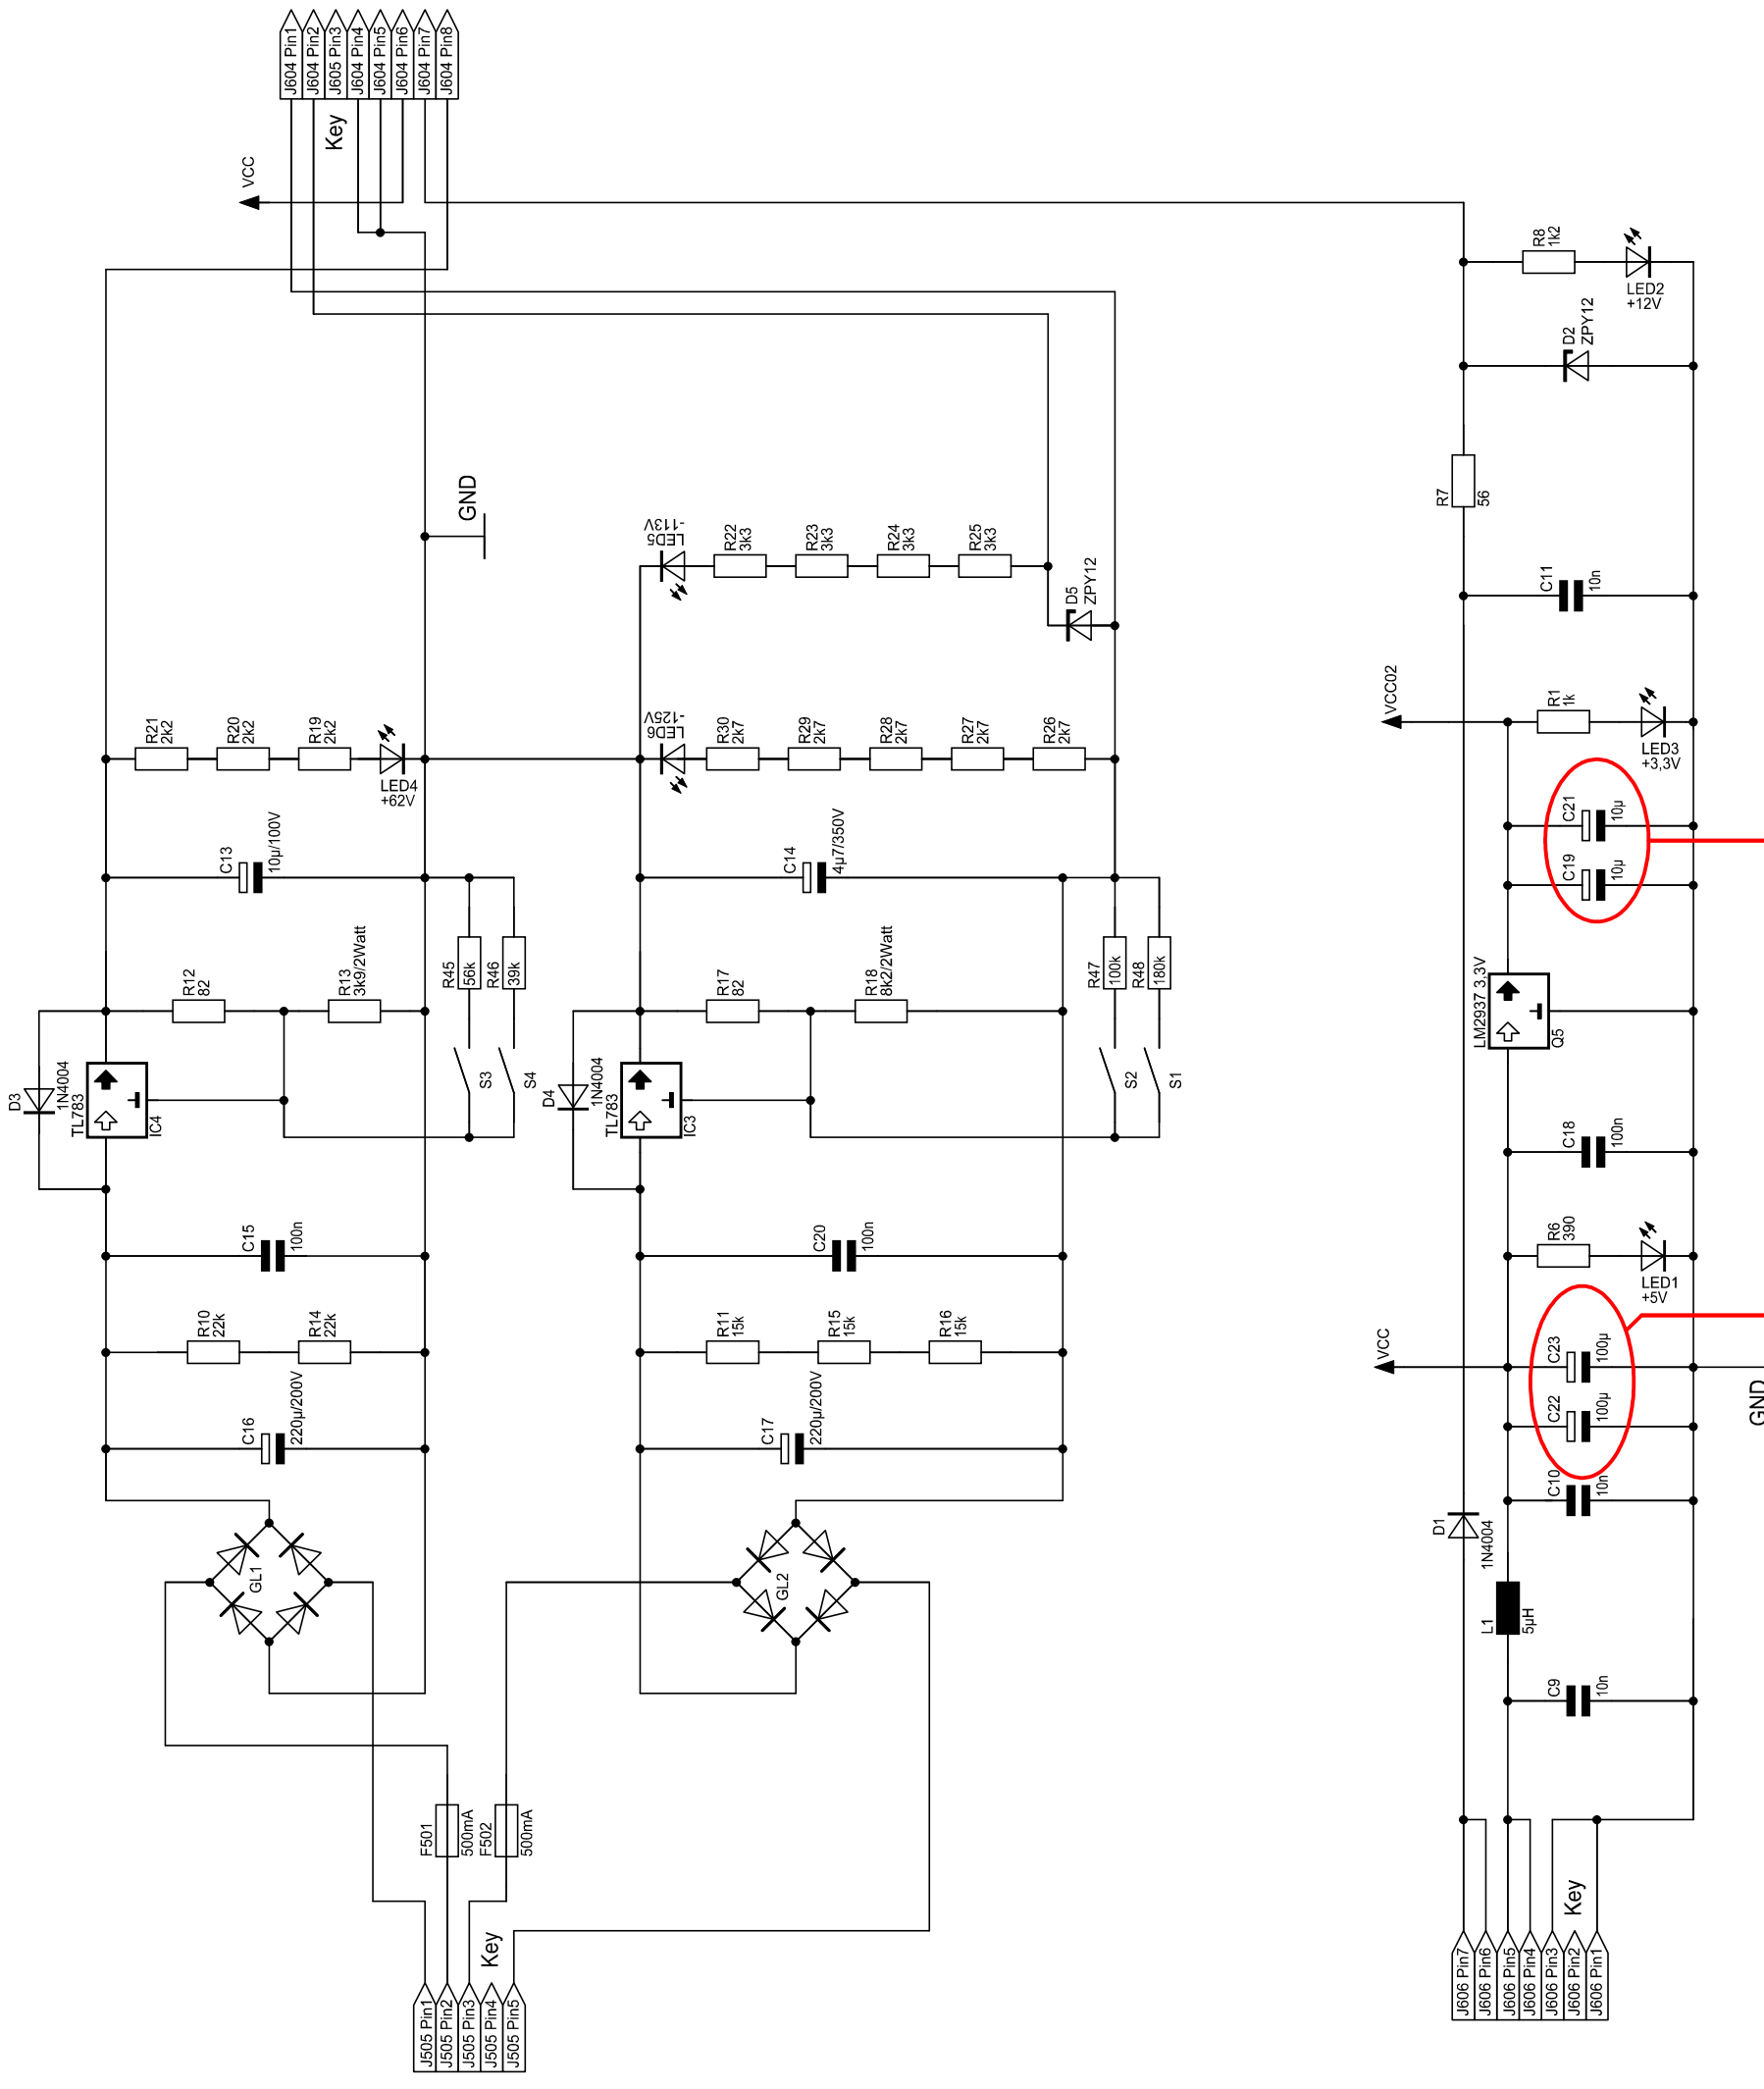 J604 Pin1
J604 Pin2
J605 Pin3
J604 Pin4
J604 Pin5
J604 Pin6
J604 Pin7
J604 Pin8
Key
VCC
R8
1k2
LED2
+12V
D2
ZPY12
R7
56
GND
LED5
-113V
R22
3k3
R23
3k3
R24
3k3
R25
3k3
D5
ZPY12
C11
10n
VCC02
R1
1k
LED3
+3,3V
R21
2k2
R20
2k2
R19
2k2
LED4
+62V
LED6
-125V
R30
2k7
R29
2k7
R28
2k7
R27
2k7
R26
2k7
C13
10µ/100V
C14
4µ7/350V
C21
10µ
C19
10µ
R12
82
R13
3k9/2Watt
R45
56k
R46
39k
R17
82
R18
8k2/2Watt
R47
100k
R48
180k
LM2937 3,3V
Q5
D3
1N4004
TL783
IC4
S3
S4
D4
1N4004
TL783
IC3
S2
S1
C18
100n
C15
100n
C20
100n
R6
390
LED1
+5V
R10
22k
R14
22k
R11
15k
R15
15k
R16
15k
VCC
C23
100µ
C22
100µ
GND
C16
220µ/200V
C17
220µ/200V
C10
10n
D1
1N4004
GL1
GL2
L1
5µH
C9
10n
F501
500mA
F502
500mA
Key
Key
J505 Pin1
J505 Pin2
J505 Pin3
J505 Pin4
J505 Pin5
J606 Pin7
J606 Pin6
J606 Pin5
J606 Pin4
J606 Pin3
J606 Pin2
J606 Pin1